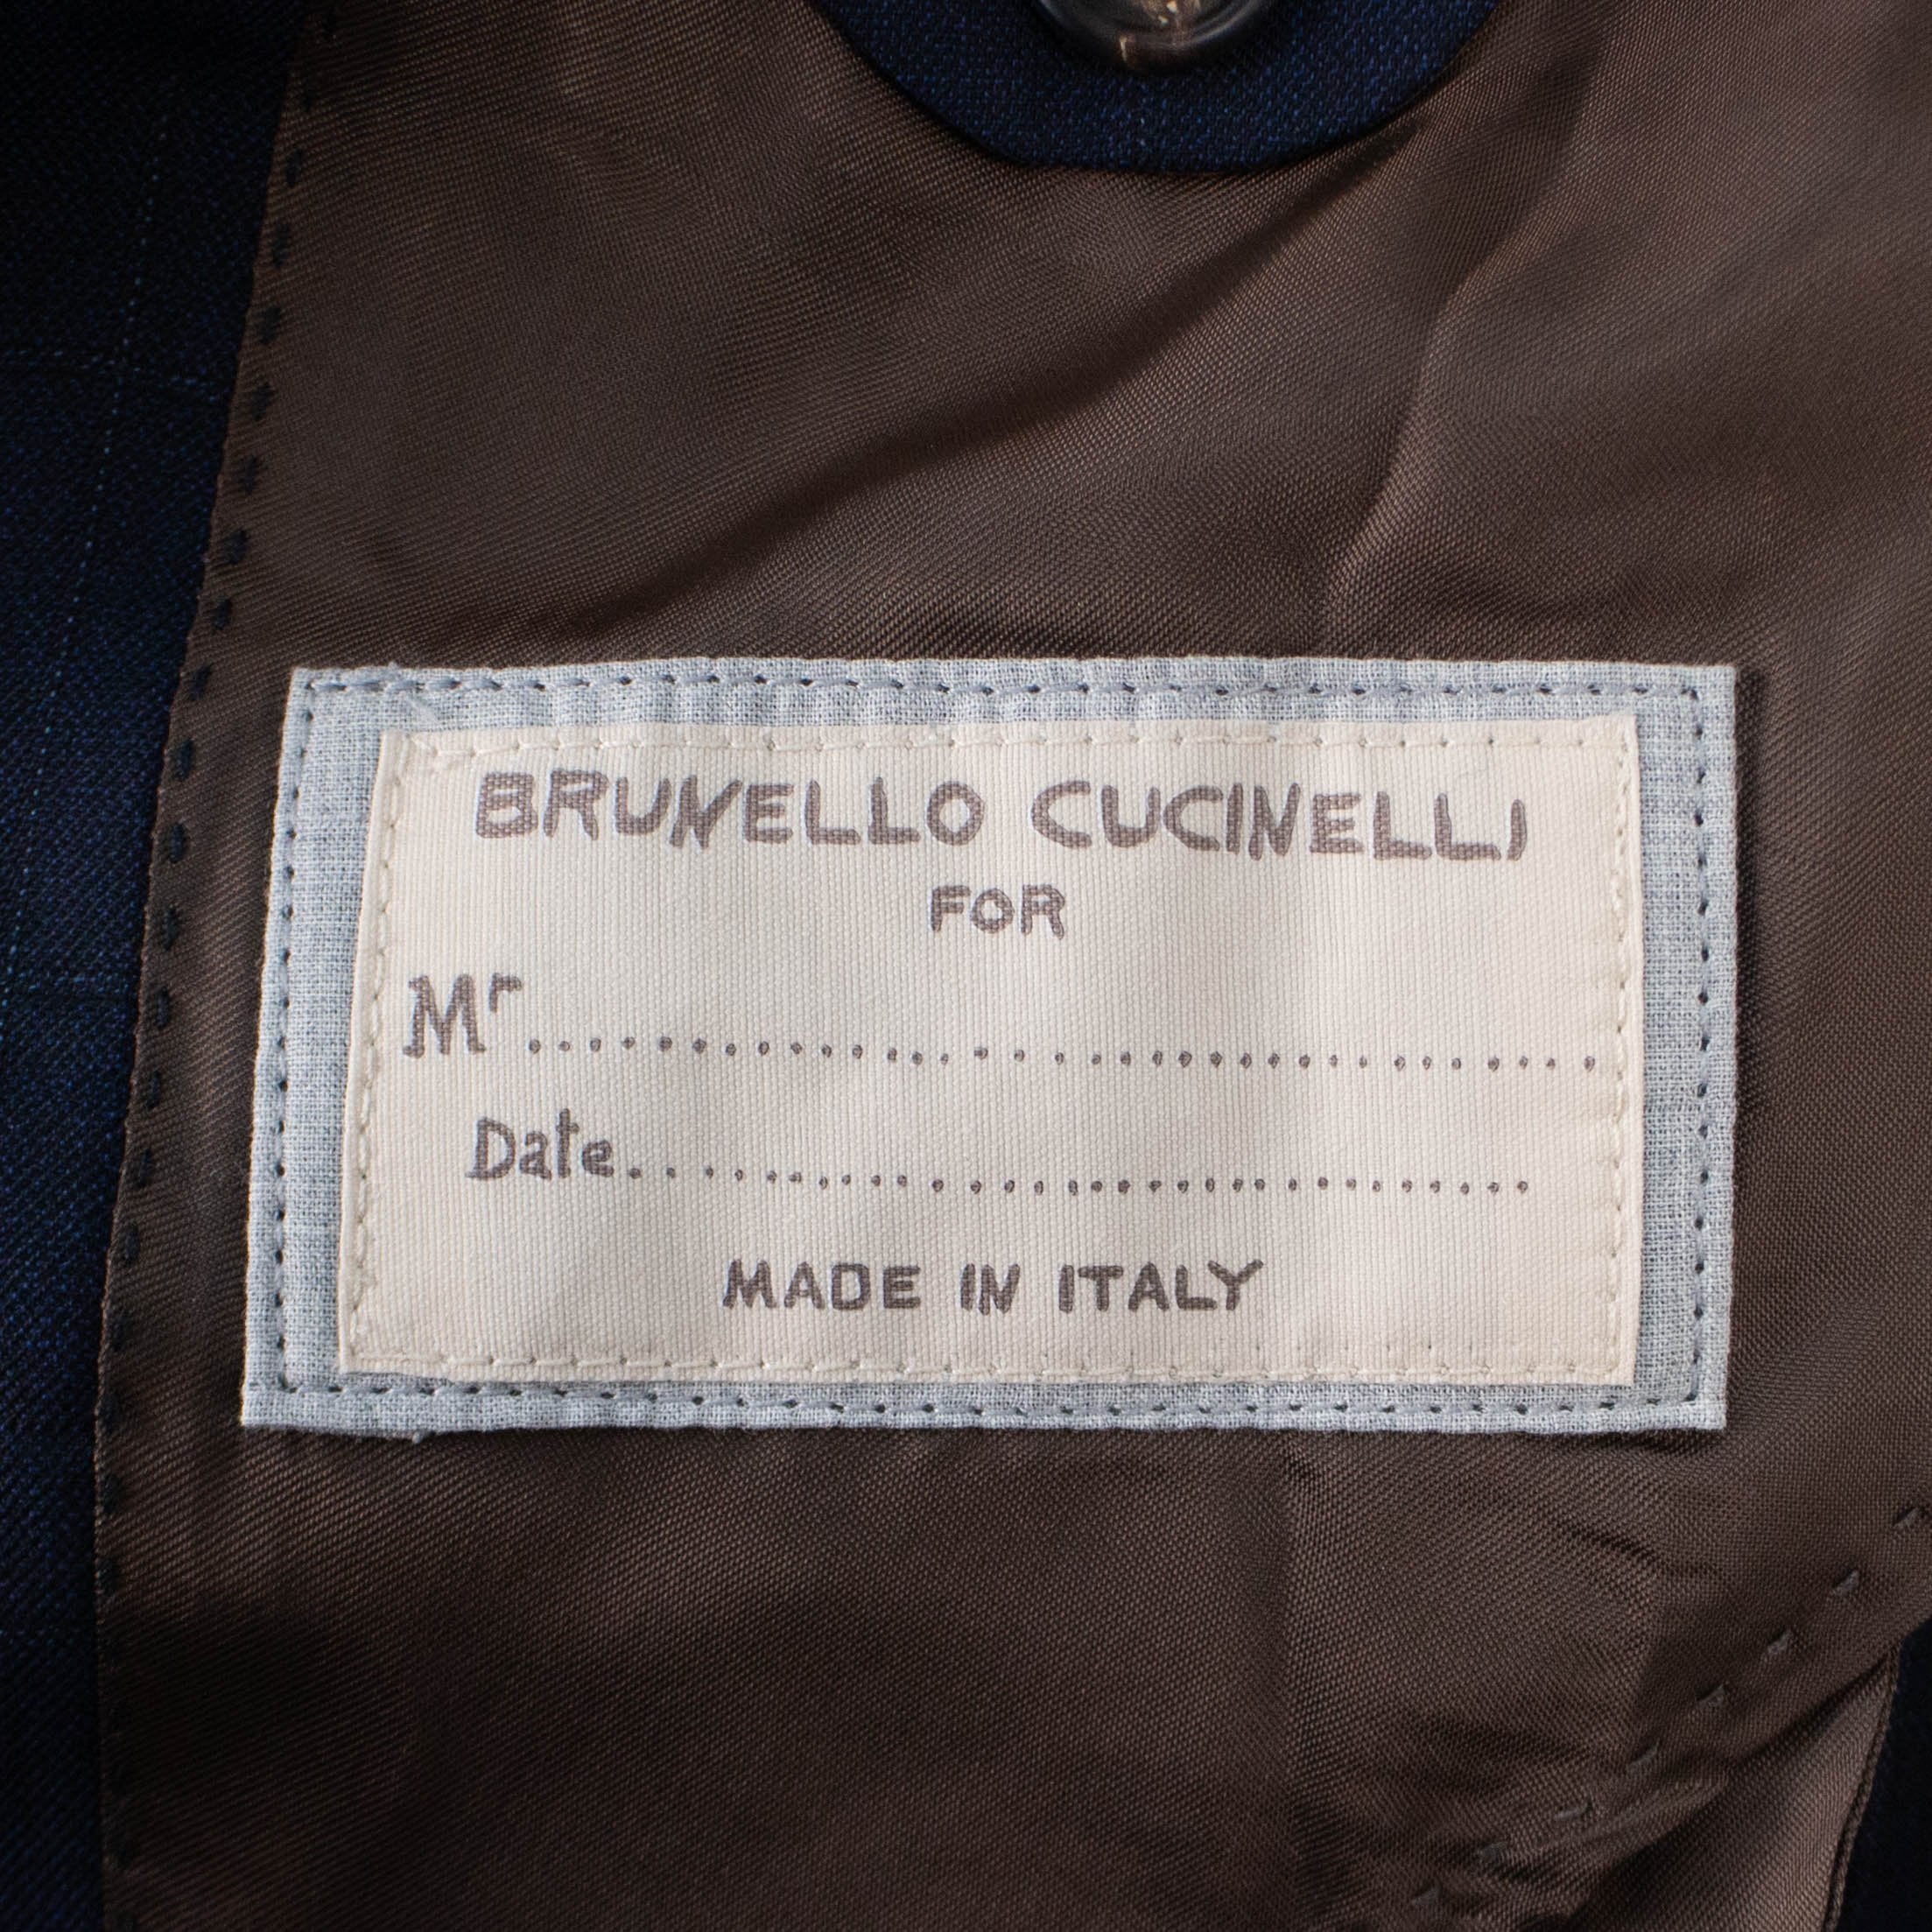 BRUNELLO CUCINELLI
FOR
Mr..............................
Date..............................
MADE IN ITALY